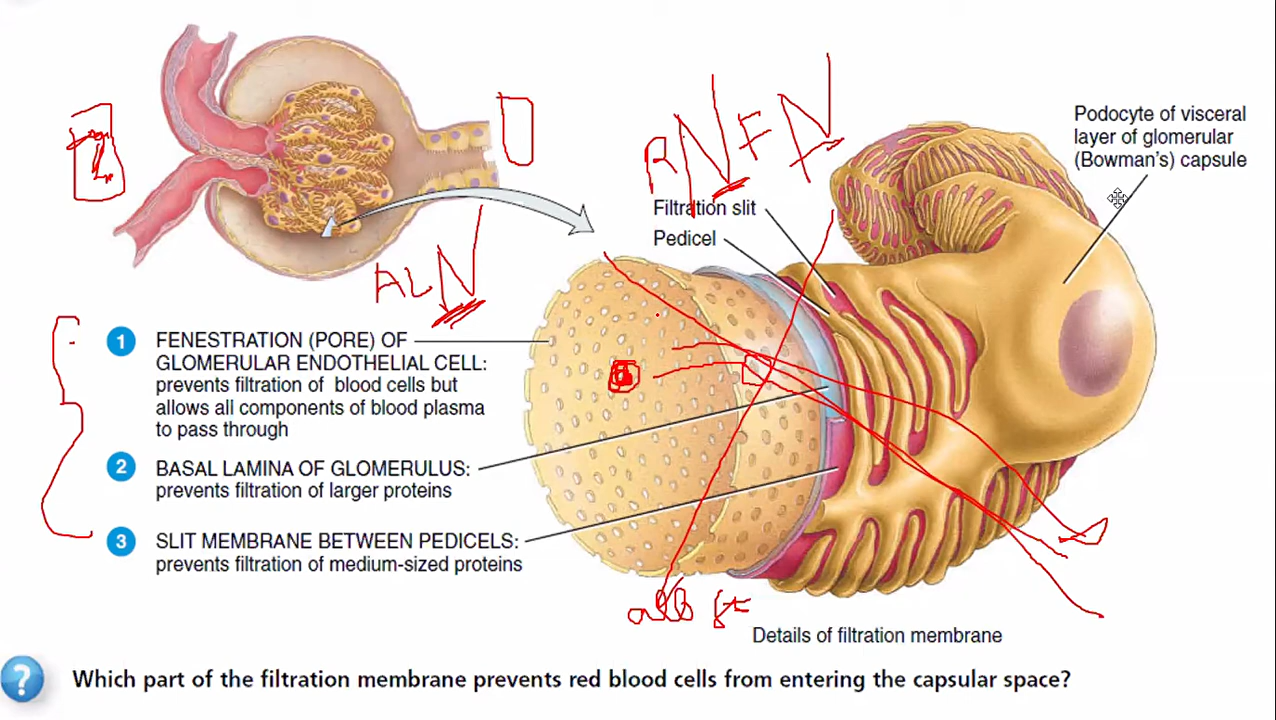 Podocyte of visceral
layer of glomerular
(Bowman's) capsule
Filtration slit
Pedicel
1 FENESTRATION (PORE) OF
GLOMERULAR ENDOTHELIAL CELL:
prevents filtration of blood cells but
allows all components of blood plasma
to pass through
2 BASAL LAMINA OF GLOMERULUS:
prevents filtration of larger proteins
3 SLIT MEMBRANE BETWEEN PEDICELS:
prevents filtration of medium-sized proteins
Details of filtration membrane
? Which part of the filtration membrane prevents red blood cells from entering the capsular space?